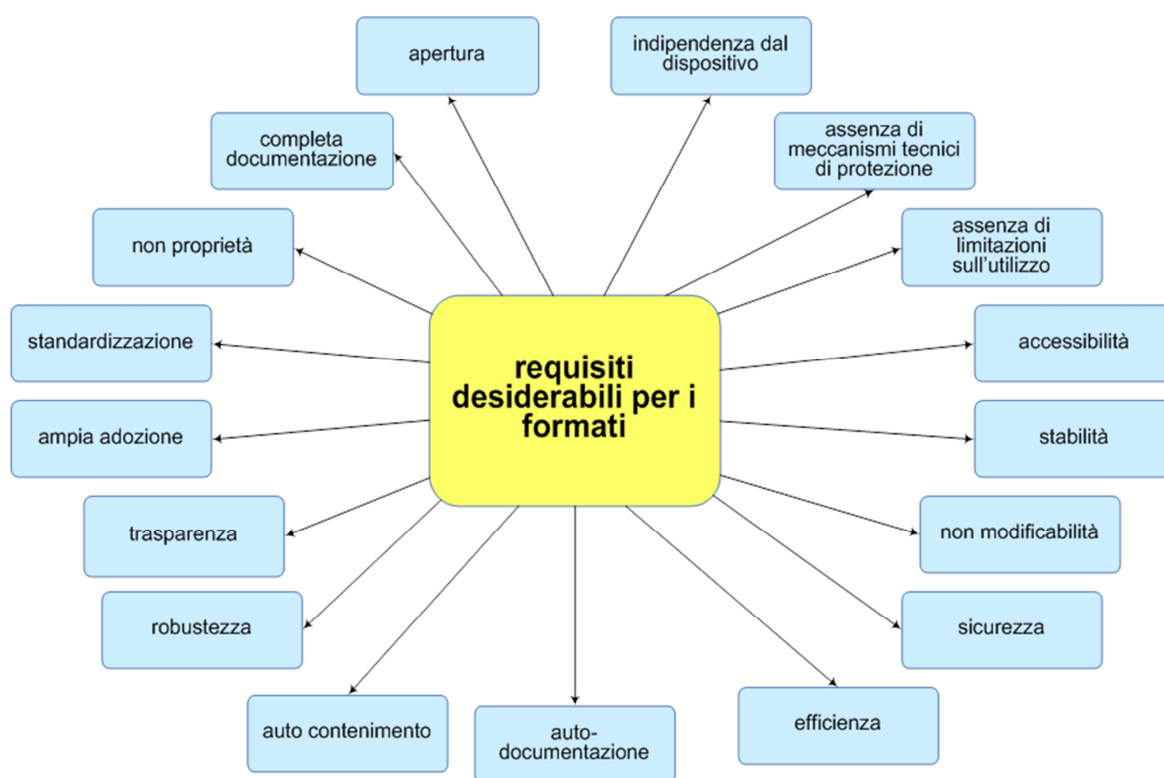 apertura
indipendenza dal
dispositivo
completa
documentazione
assenza di
meccanismi tecnici
di protezione
non proprietà
assenza di
limitazioni
sull'utilizzo
standardizzazione
accessibilità
requisiti
desiderabili per i
formati
ampia adozione
stabilità
trasparenza
non modificabilità
robustezza
sicurezza
auto contenimento
auto-
documentazione
efficienza